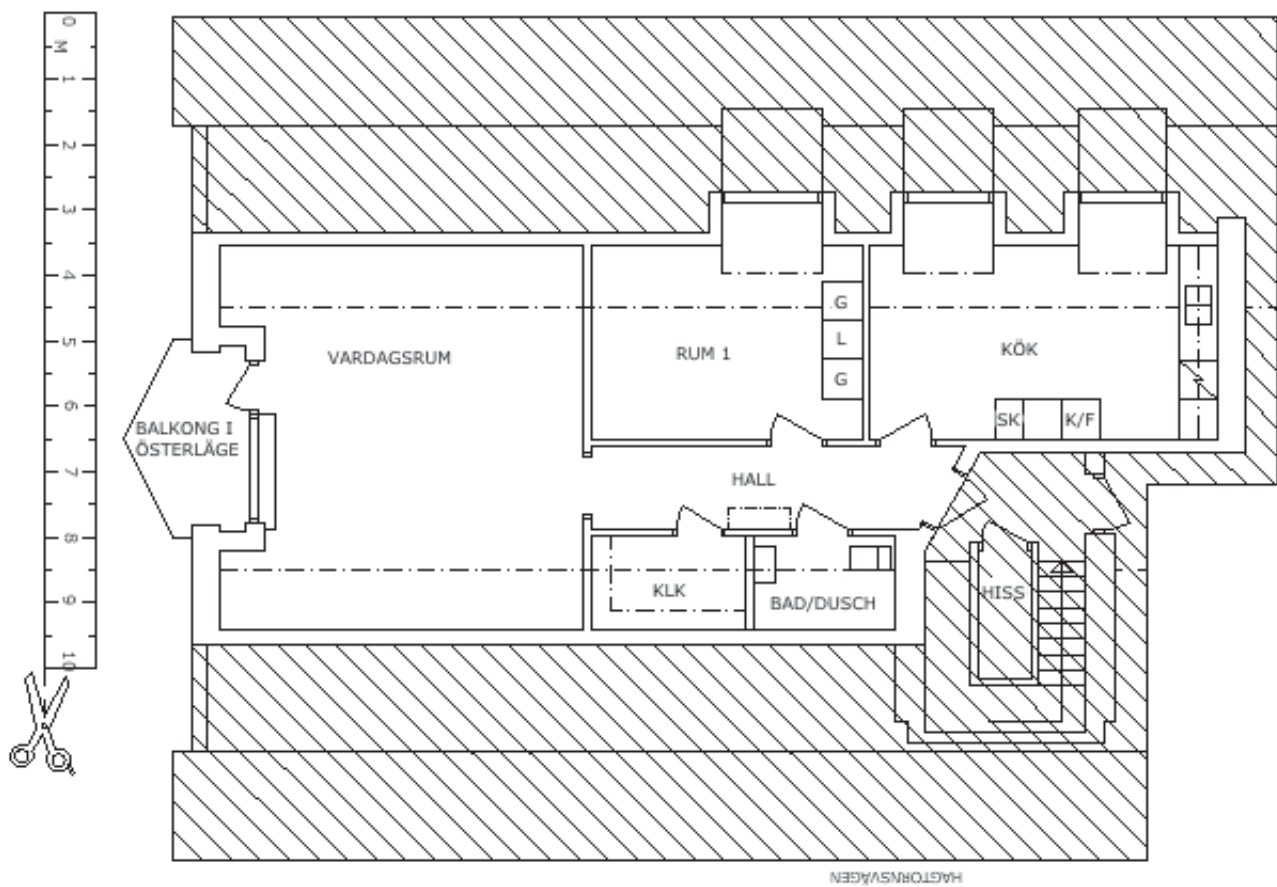 0
M
1
2
3
4
5
6
7
8
9
10
VARDAGSRUM
RUM 1
G
L
G
KÖK
SK
K/F
BALKONG I
ÖSTERLÄGE
HALL
KLK
BAD/DUSCH
HISS
HAGTORNSVÄGEN